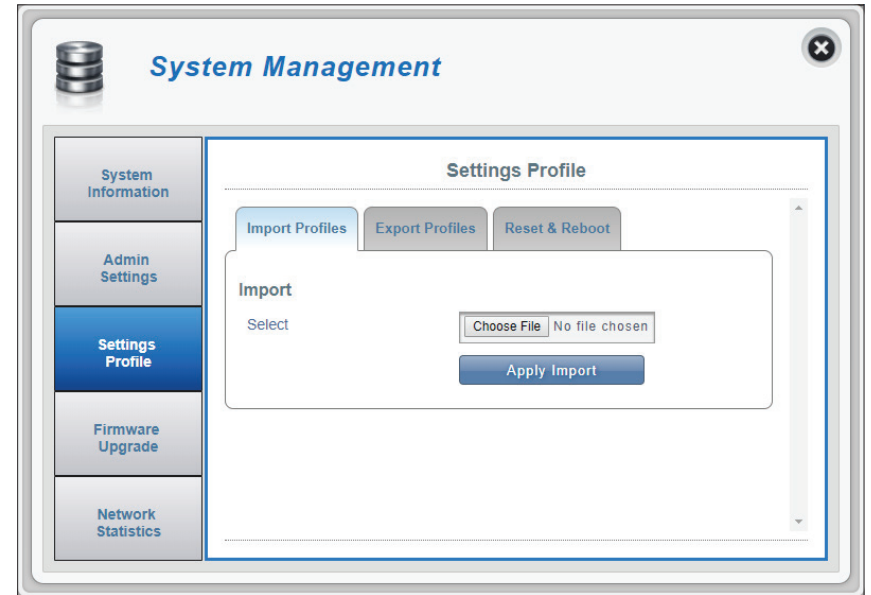 System Management
System
Information
Admin
Settings
Settings
Profile
Firmware
Upgrade
Network
Statistics
Settings Profile
Import Profiles
Export Profiles
Reset & Reboot
Import
Select
Choose File No file chosen
Apply Import